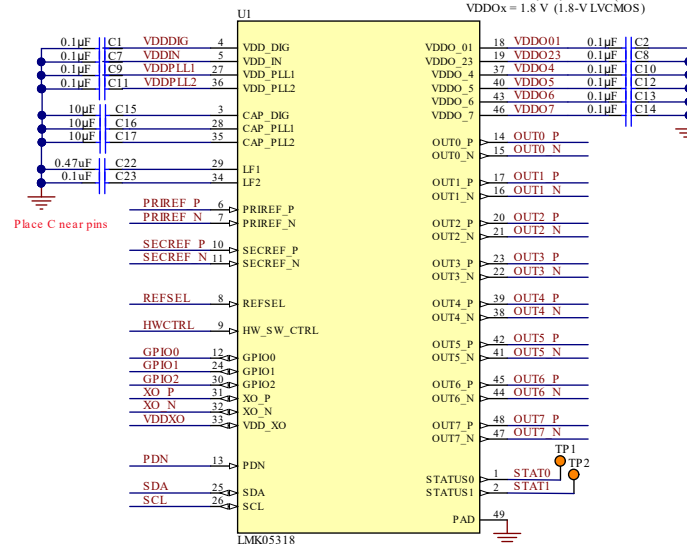 VDDOx = 1.8 V (1.8-V LVCMOS)
U1
0.1µF C1 VDDDIG 4 VDD_DIG VDDO_01 18 VDDO01 0.1µF C2
0.1µF C7 VDDIN 5 VDD_IN VDDO_23 19 VDDO23 0.1µF C8
0.1µF C9 VDDPLL1 27 VDD_PLL1 VDDO_4 37 VDDO4 0.1µF C10
0.1µF C11 VDDPLL2 36 VDD_PLL2 VDDO_5 40 VDDO5 0.1µF C12
VDDO_6 43 VDDO6 0.1µF C13
10µF C15 3 CAP_DIG VDDO_7 46 VDDO7 0.1µF C14
10µF C16 28 CAP_PLL1
10µF C17 35 CAP_PLL2 OUT0_P 14 OUT0_P
OUT0_N 15 OUT0_N
0.47uF C22 29 LF1
0.1uF C23 34 LF2 OUT1_P 17 OUT1_P
OUT1_N 16 OUT1_N
PRIREF_P 6 PRIREF_P
PRIREF_N 7 PRIREF_N OUT2_P 20 OUT2_P
Place C near pins
OUT2_N 21 OUT2_N
SECREF_P 10 SECREF_P
SECREF_N 11 SECREF_N OUT3_P 23 OUT3_P
OUT3_N 22 OUT3_N
REFSEL 8 REFSEL OUT4_P 39 OUT4_P
OUT4_N 38 OUT4_N
HWCTRL 9 HW_SW_CTRL
OUT5_P 42 OUT5_P
GPIO0 12 GPIO0 OUT5_N 41 OUT5_N
GPIO1 24 GPIO1
GPIO2 30 GPIO2 OUT6_P 45 OUT6_P
XO_P 31 XO_P OUT6_N 44 OUT6_N
XO_N 32 XO_N
VDDXO 33 VDD_XO OUT7_P 48 OUT7_P
OUT7_N 47 OUT7_N
TP1
PDN 13 PDN
TP2
STATUS0 1 STAT0
SDA 25 SDA STATUS1 2 STAT1
SCL 26 SCL
PAD 49
LMK05318